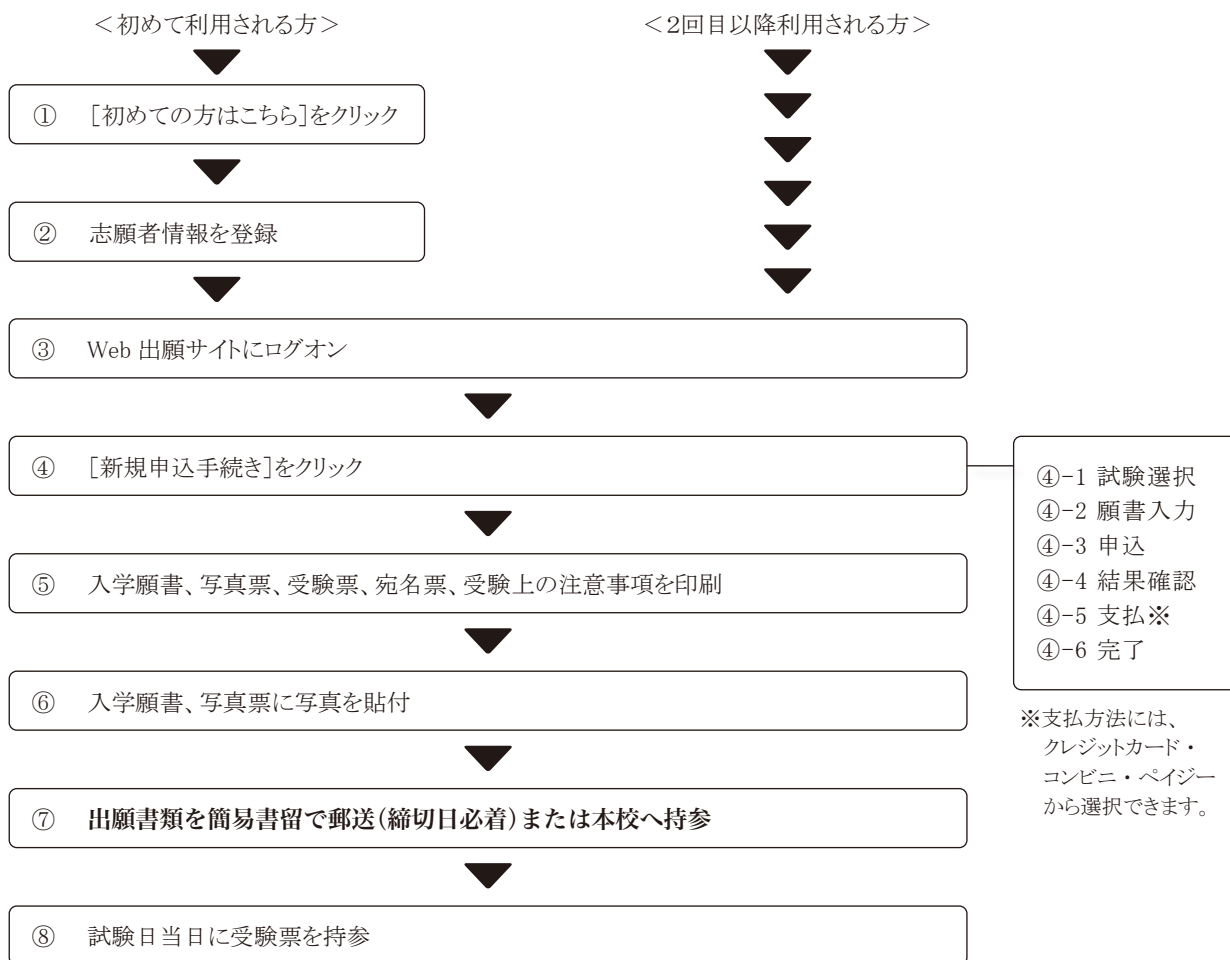 ＜初めて利用される方＞
＜2回目以降利用される方＞
① ［初めての方はこちら］をクリック
② 志願者情報を登録
③ Web 出願サイトにログオン
④ ［新規申込手続き］をクリック
④-1 試験選択
④-2 願書入力
④-3 申込
④-4 結果確認
④-5 支払※
④-6 完了
※支払方法には、
クレジットカード・
コンビニ・ペイジー
から選択できます。
⑤ 入学願書、写真票、受験票、宛名票、受験上の注意事項を印刷
⑥ 入学願書、写真票に写真を貼付
⑦ 出願書類を簡易書留で郵送（締切日必着）または本校へ持参
⑧ 試験日当日に受験票を持参